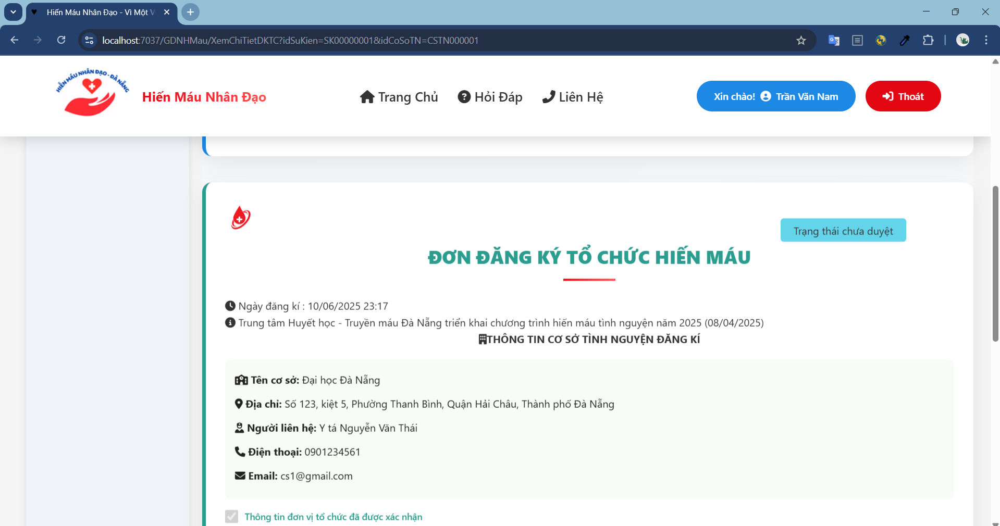 Hiến Máu Nhân Đạo - Vì Một V
localhost:7037/GDNHMau/XemChiTietDKTC?idSuKien=SK00000001&idCoSoTN=CSTN000001
HIẾN MÁU NHÂN ĐẠO - ĐÀ NẴNG
Hiến Máu Nhân Đạo
Trang Chủ
Hỏi Đáp
Liên Hệ
Xin chào! Trần Văn Nam
Thoát
Trạng thái chưa duyệt
ĐƠN ĐĂNG KÝ TỔ CHỨC HIẾN MÁU
Ngày đăng kí : 10/06/2025 23:17
Trung tâm Huyết học - Truyền máu Đà Nẵng triển khai chương trình hiến máu tình nguyện năm 2025 (08/04/2025)
THÔNG TIN CƠ SỞ TÌNH NGUYỆN ĐĂNG KÍ
Tên cơ sở: Đại học Đà Nẵng
Địa chỉ: Số 123, kiệt 5, Phường Thanh Bình, Quận Hải Châu, Thành phố Đà Nẵng
Người liên hệ: Y tá Nguyễn Văn Thái
Điện thoại: 0901234561
Email: cs1@gmail.com
Thông tin đơn vị tổ chức đã được xác nhận